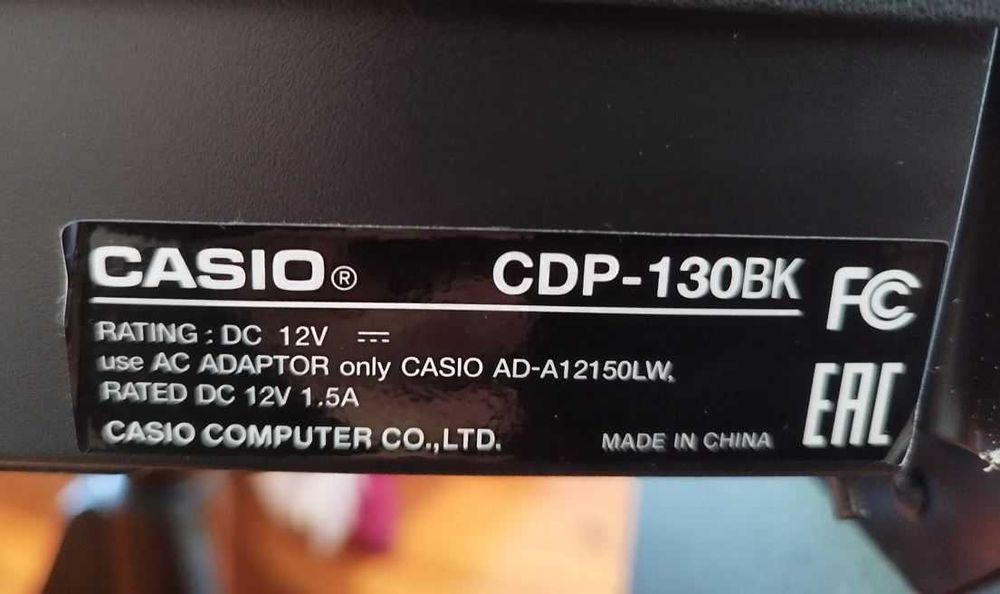 CASIO® CDP-130BK FC
RATING : DC 12V ⎓
use AC ADAPTOR only CASIO AD-A12150LW,
RATED DC 12V 1.5A
EAC
CASIO COMPUTER CO.,LTD. MADE IN CHINA